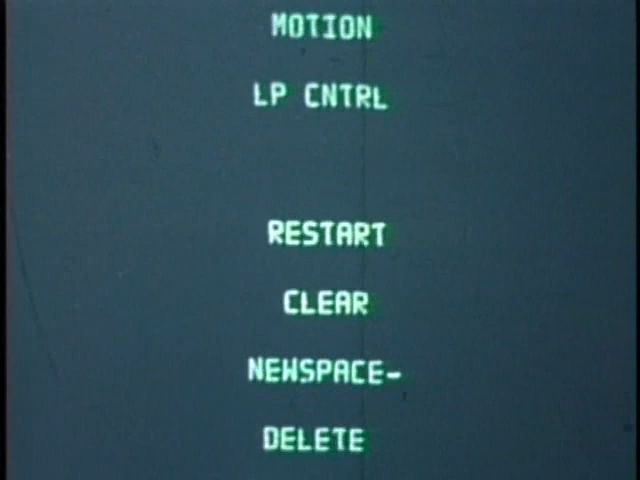 MOTION
LP CNTRL
RESTART
CLEAR
NEWSPACE-
DELETE